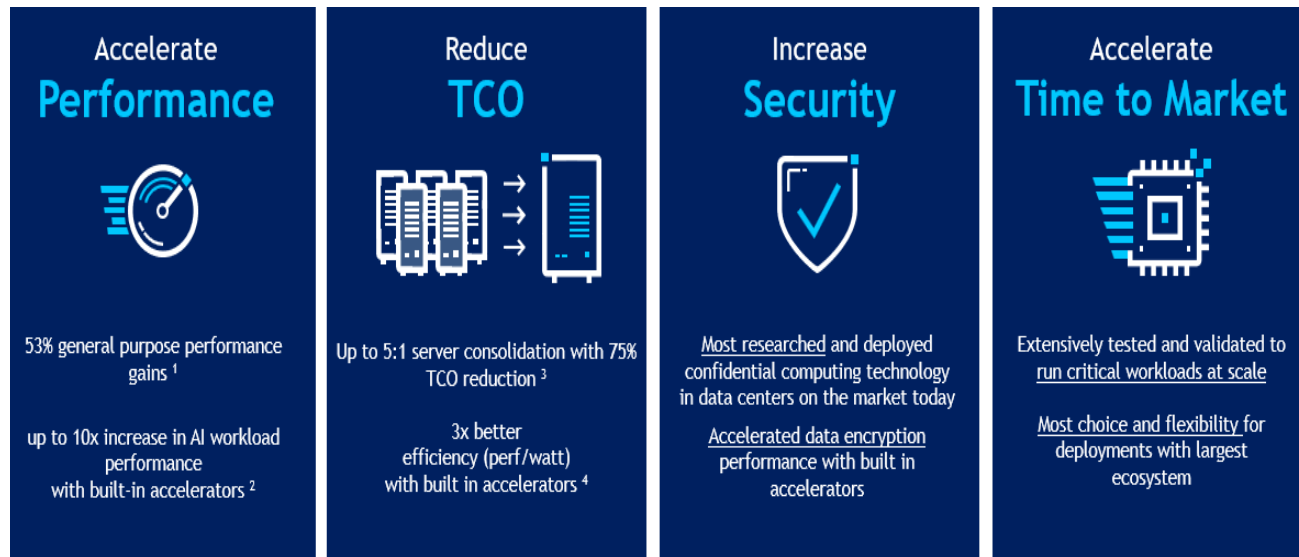 Accelerate
Performance
53% general purpose performance
gains 1
up to 10x increase in AI workload
performance
with built-in accelerators 2
Reduce
TCO
Up to 5:1 server consolidation with 75%
TCO reduction 3
3x better
efficiency (perf/watt)
with built in accelerators 4
Increase
Security
Most researched and deployed
confidential computing technology
in data centers on the market today
Accelerated data encryption
performance with built in
accelerators
Accelerate
Time to Market
Extensively tested and validated to
run critical workloads at scale
Most choice and flexibility for
deployments with largest
ecosystem